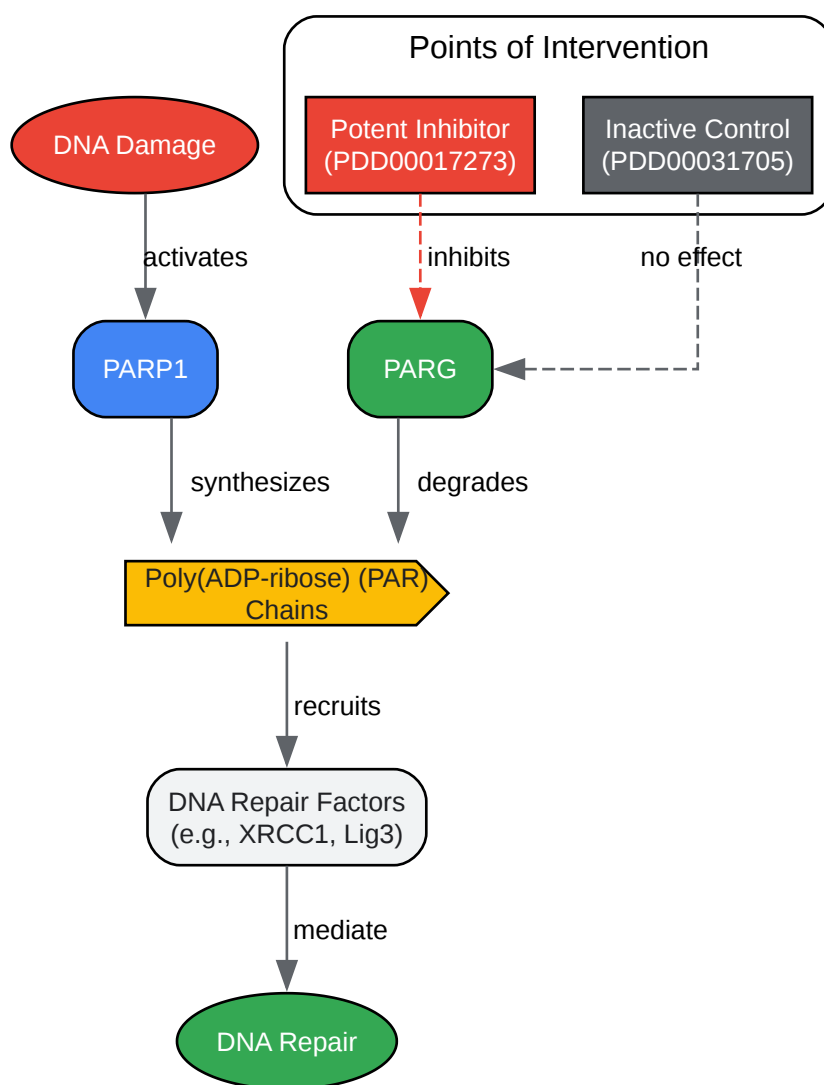 Points of Intervention
DNA Damage
Potent Inhibitor
(PDD00017273)
Inactive Control
(PDD00031705)
activates
inhibits
no effect
PARP1
PARG
synthesizes
degrades
Poly(ADP-ribose) (PAR)
Chains
recruits
DNA Repair Factors
(e.g., XRCC1, Lig3)
mediate
DNA Repair